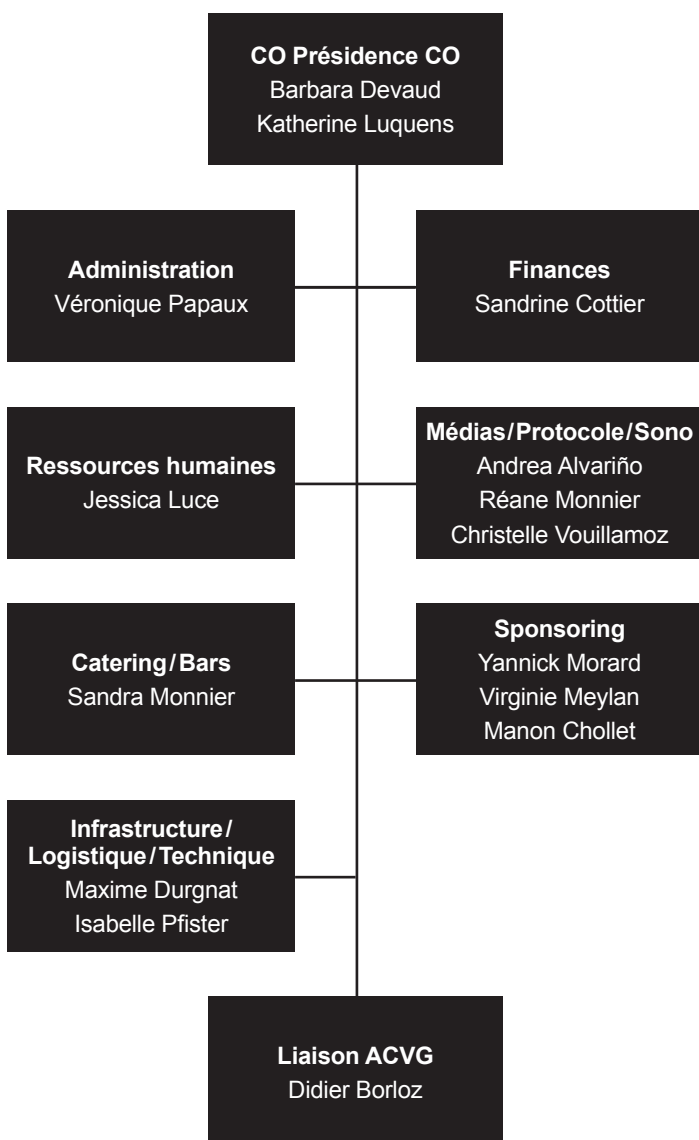 CO Présidence CO
Barbara Devaud
Katherine Luquens
Administration
Véronique Papaux
Finances
Sandrine Cottier
Ressources humaines
Jessica Luce
Médias/Protocole/Sono
Andrea Alvariño
Réane Monnier
Christelle Vouillamoz
Catering/Bars
Sandra Monnier
Sponsoring
Yannick Morard
Virginie Meylan
Manon Chollet
Infrastructure/
Logistique/Technique
Maxime Durgnat
Isabelle Pfister
Liaison ACVG
Didier Borloz